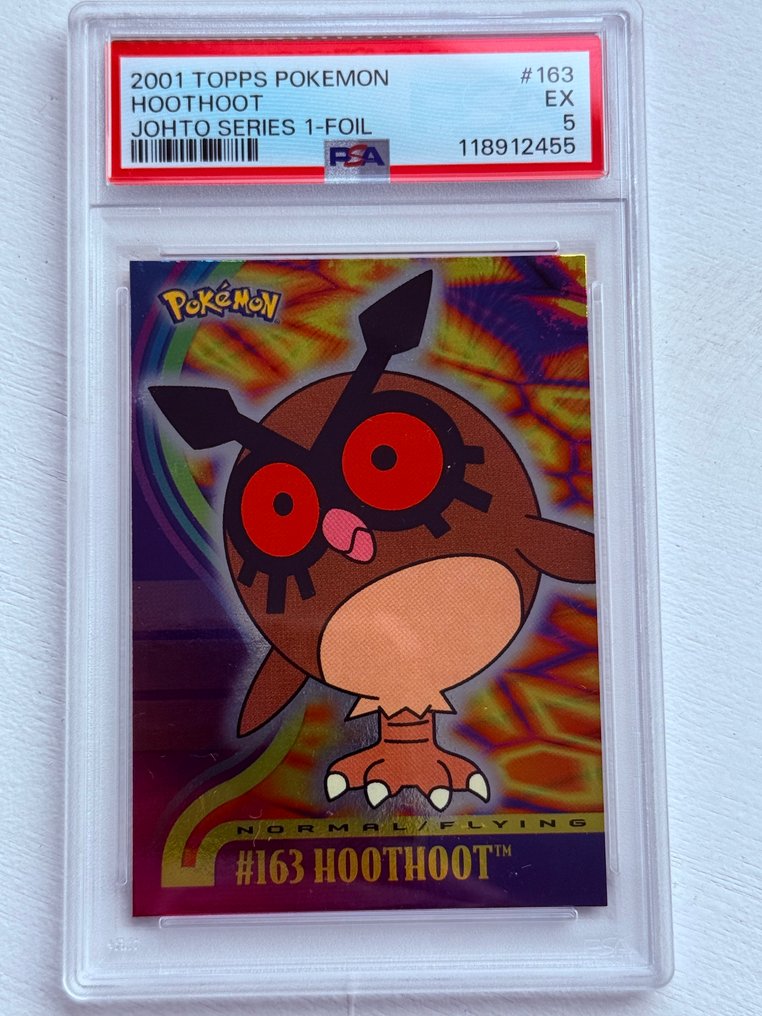 2001 TOPPS POKEMON #163
HOOTHOOT EX
JOHTO SERIES 1-FOIL 5
PSA 118912455
POKéMON
NORMAL/FLYING
#163 HOOTHOOT™